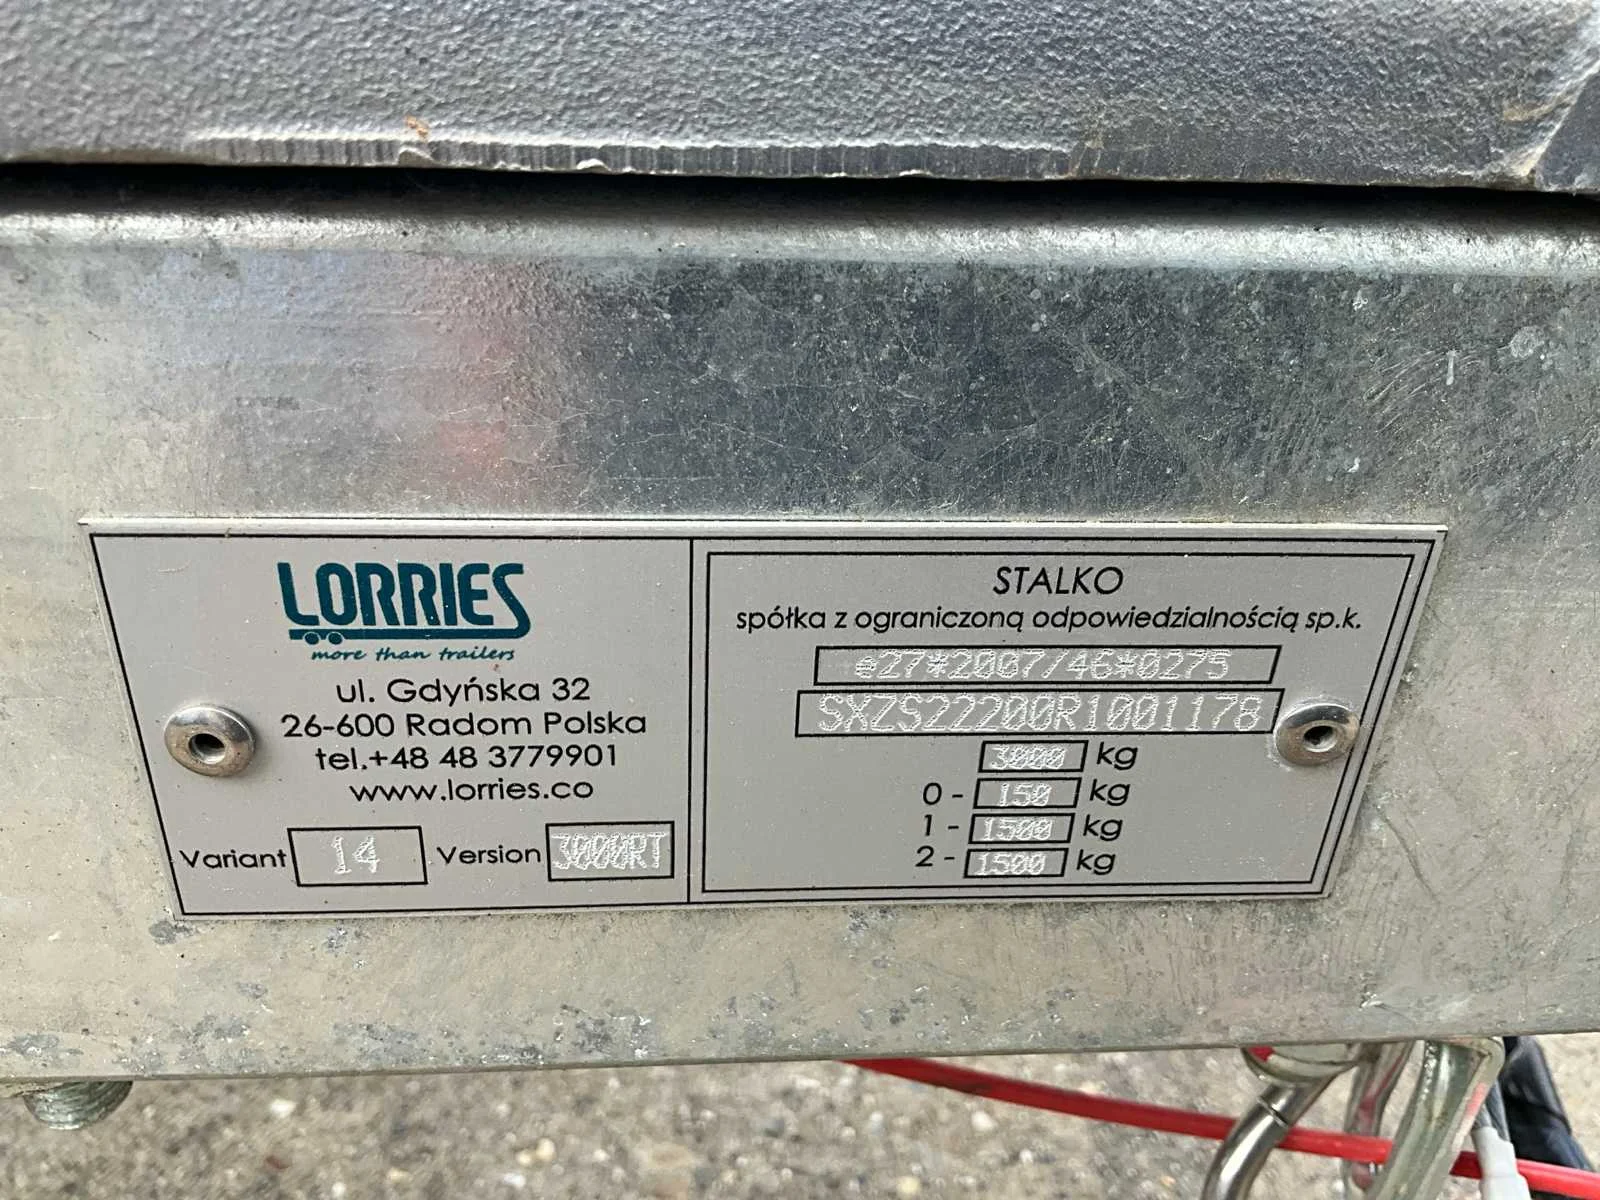 LORRIES
more than trailers
ul. Gdyńska 32
26-600 Radom Polska
tel.+48 48 3779901
www.lorries.co
Variant 14 Version 3000RT
STALKO
spółka z ograniczoną odpowiedzialnością sp.k.
e27*2007/46*0275
SXZS22200R1001178
3000 kg
0 - 150 kg
1 - 1500 kg
2 - 1500 kg